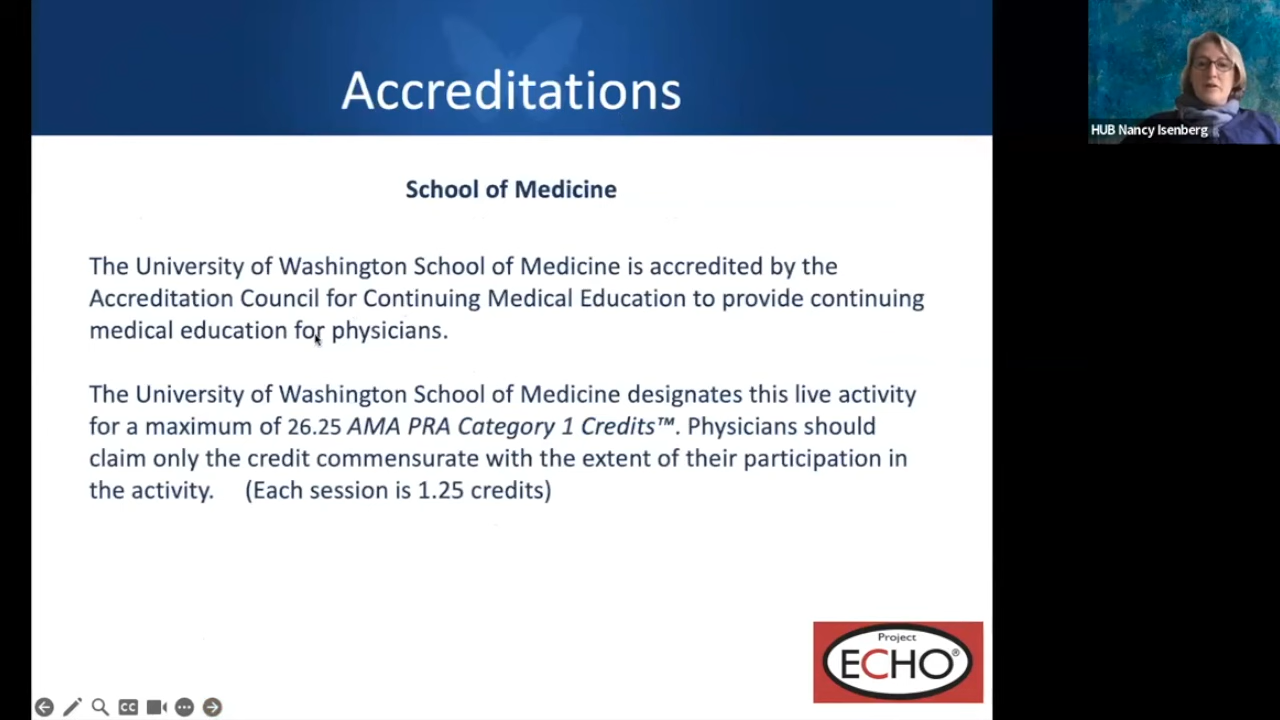 Accreditations
HUB Nancy Isenberg
School of Medicine
The University of Washington School of Medicine is accredited by the
Accreditation Council for Continuing Medical Education to provide continuing
medical education for physicians.
The University of Washington School of Medicine designates this live activity
for a maximum of 26.25 AMA PRA Category 1 Credits™. Physicians should
claim only the credit commensurate with the extent of their participation in
the activity. (Each session is 1.25 credits)
Project
ECHO®
CC